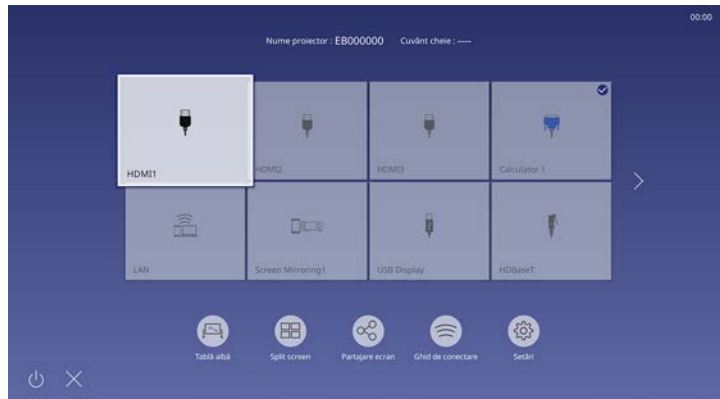 00:00
Nume proiector : EB000000 Cuvânt cheie : ----
HDMI1 HDMI2 HDMI3 Calculator 1
LAN Screen Mirroring1 USB Display HDBaseT
Tablă albă Split screen Partajare ecran Ghid de conectare Setări